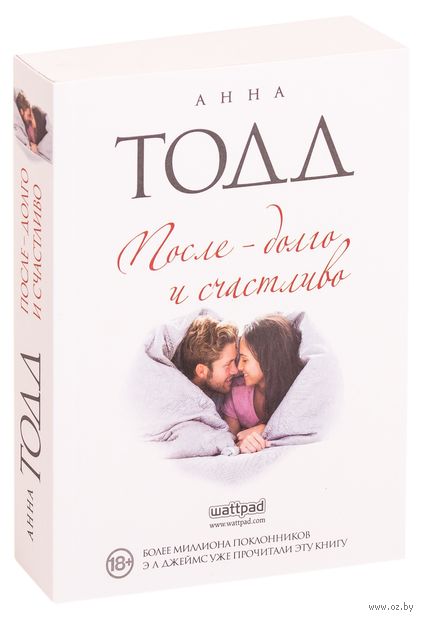 АННА
ТОДД
После – долго
и счастливо
wattpad
www.wattpad.com
18+
БОЛЕЕ МИЛЛИОНА ПОКЛОННИКОВ
Э Л ДЖЕЙМС УЖЕ ПРОЧИТАЛИ ЭТУ КНИГУ
АННА ТОДД
ПОСЛЕ – ДОЛГО
И СЧАСТЛИВО
www.oz.by